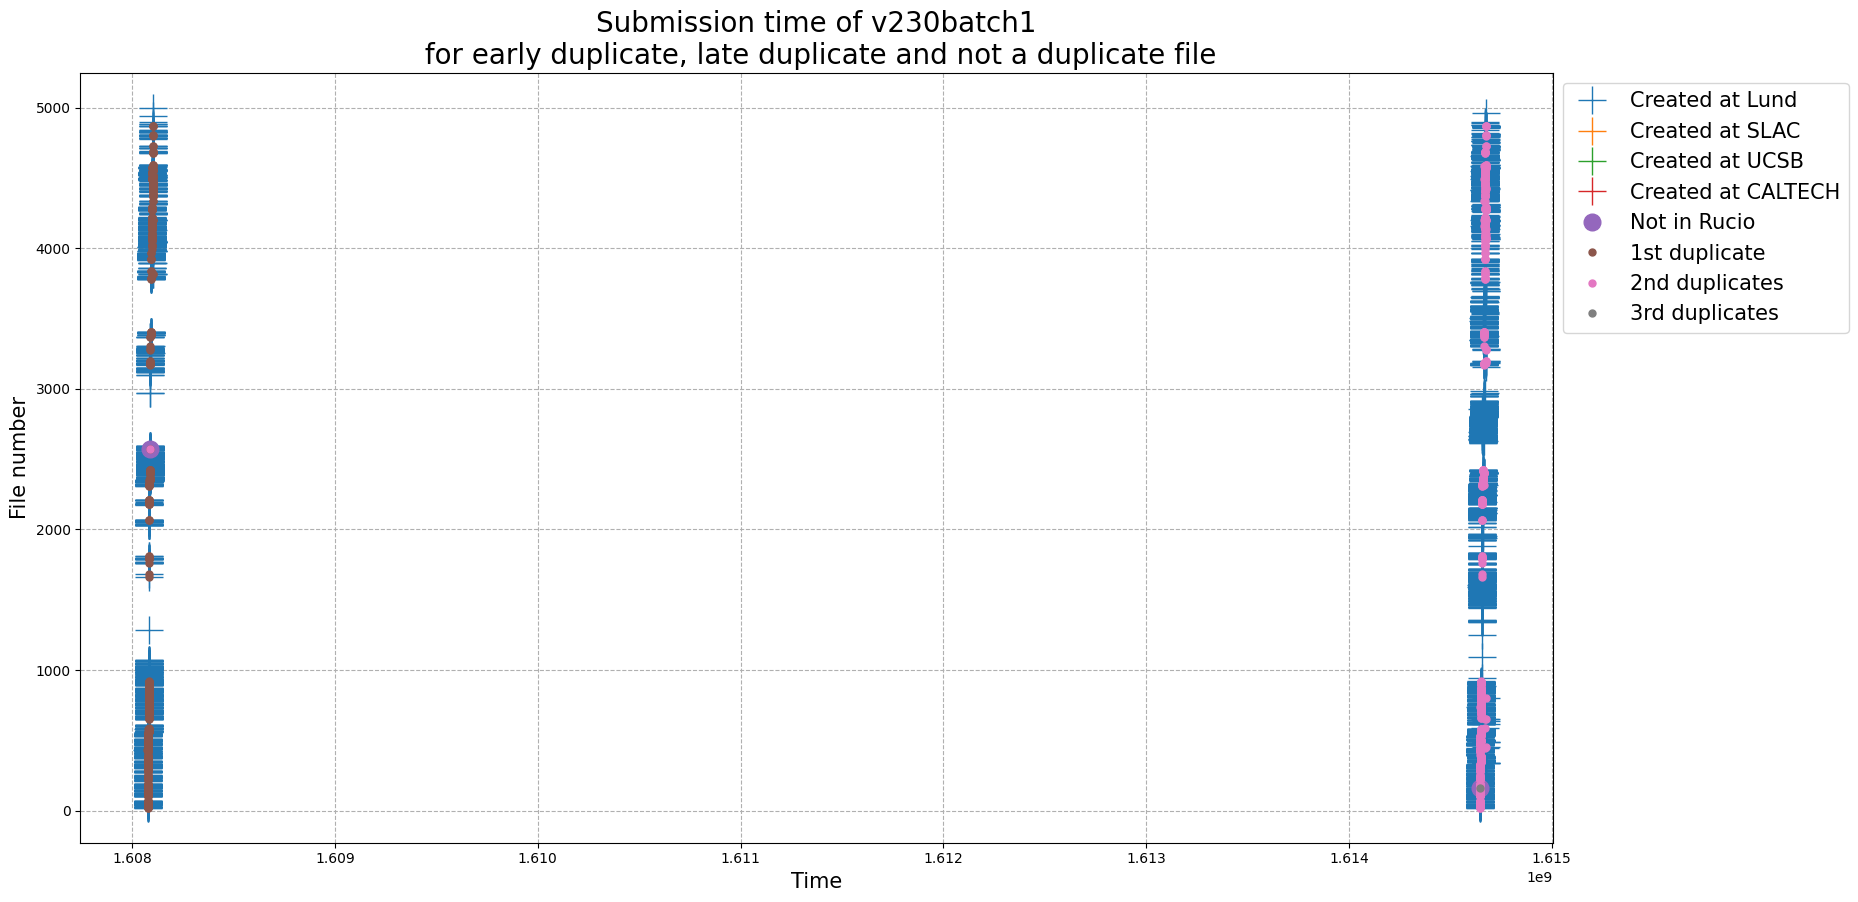 Submission time of v230batch1
for early duplicate, late duplicate and not a duplicate file
Created at Lund
Created at SLAC
Created at UCSB
Created at CALTECH
Not in Rucio
1st duplicate
2nd duplicates
3rd duplicates
File number
5000
4000
3000
2000
1000
0
1.608 1.609 1.610 1.611 1.612 1.613 1.614 1.615
1e9
Time